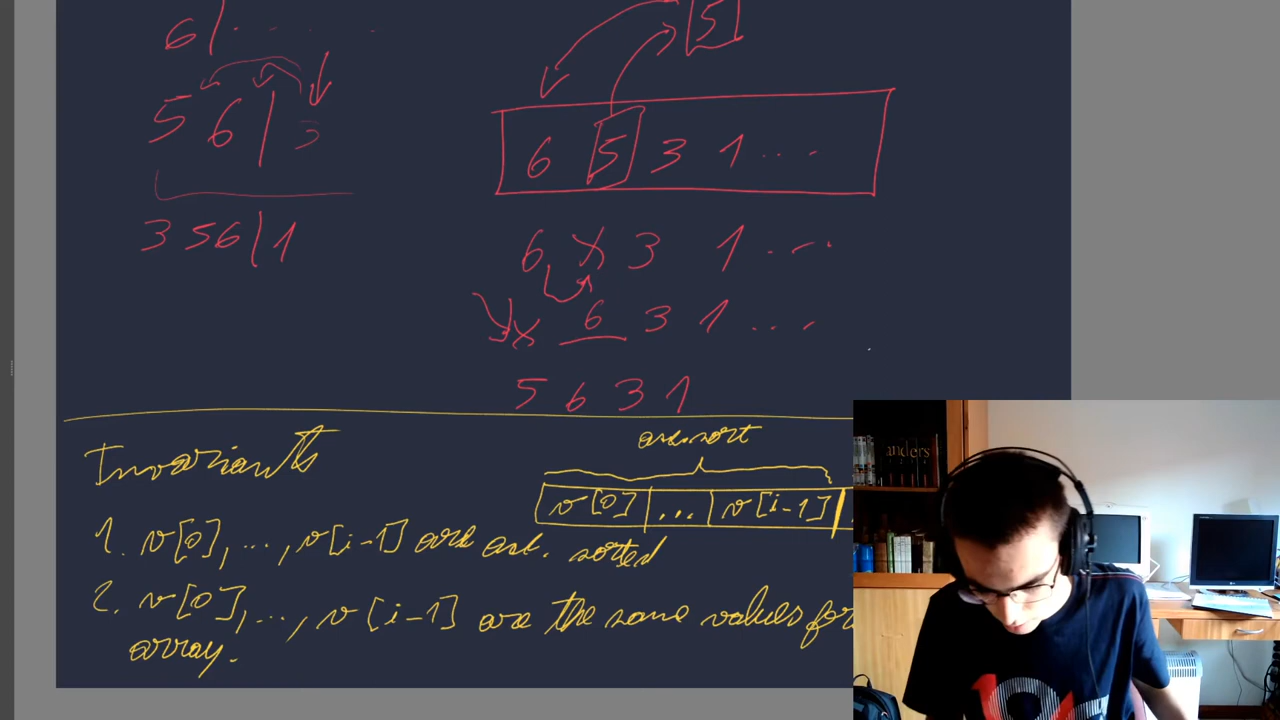 6 | . . . .
5
5 6 | 3
6 5 3 1 ...
3 5 6 | 1
6 X 3 1 ...
X 6 3 1 ...
5 6 3 1
asc. sort
Invariants
v[0] ... v[i-1]
1. v[0], ..., v[i-1] are asc. sorted
2. v[0], ..., v[i-1] are the same values for
array.
anders